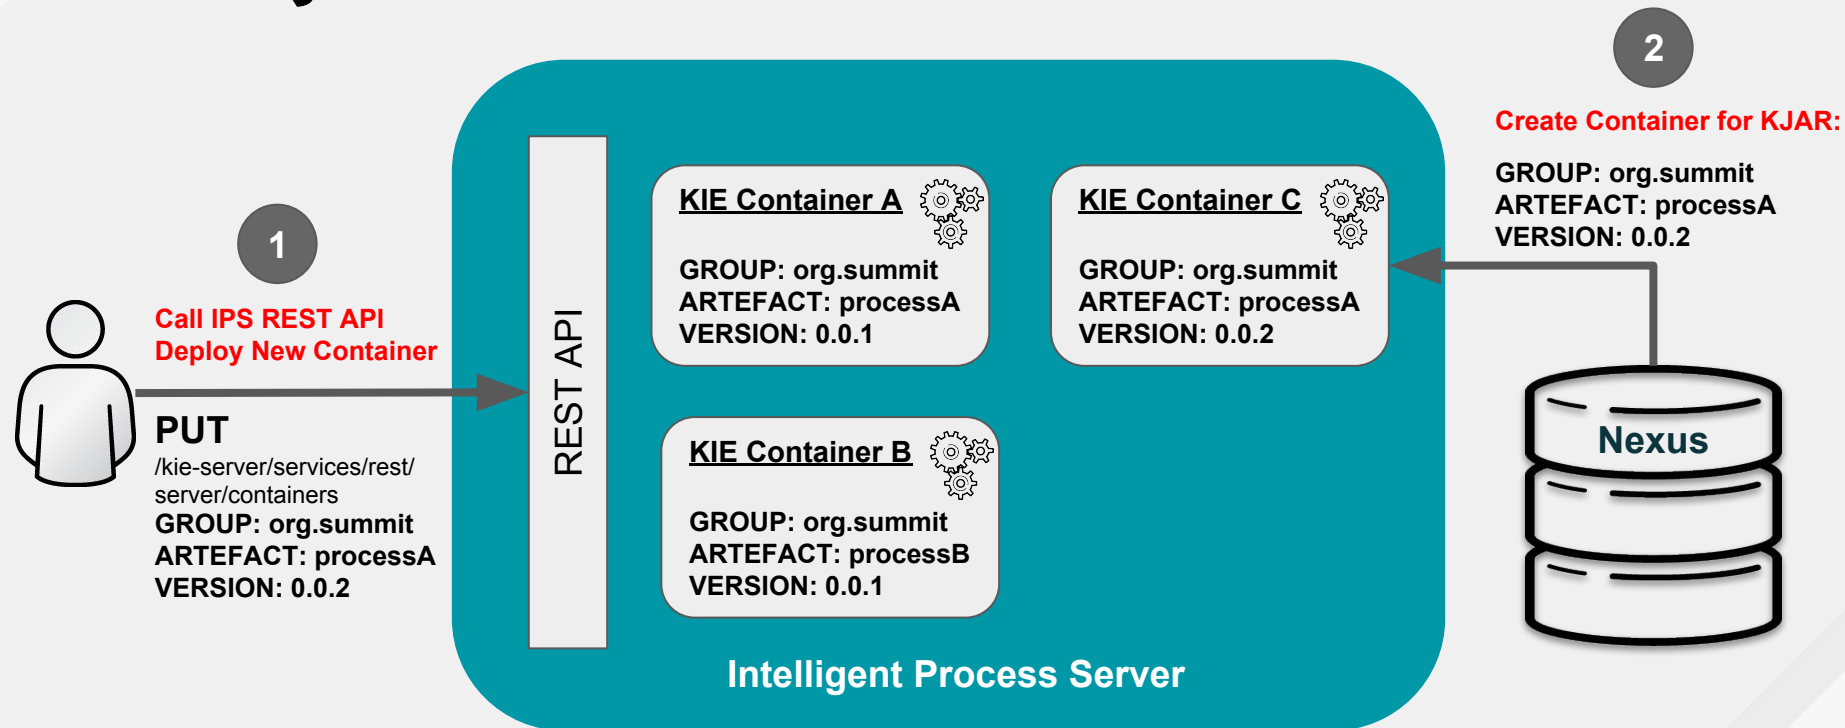 1
Call IPS REST API
Deploy New Container
PUT
/kie-server/services/rest/
server/containers
GROUP: org.summit
ARTEFACT: processA
VERSION: 0.0.2
REST API
KIE Container A
GROUP: org.summit
ARTEFACT: processA
VERSION: 0.0.1
KIE Container B
GROUP: org.summit
ARTEFACT: processB
VERSION: 0.0.1
KIE Container C
GROUP: org.summit
ARTEFACT: processA
VERSION: 0.0.2
Intelligent Process Server
2
Create Container for KJAR:
GROUP: org.summit
ARTEFACT: processA
VERSION: 0.0.2
Nexus